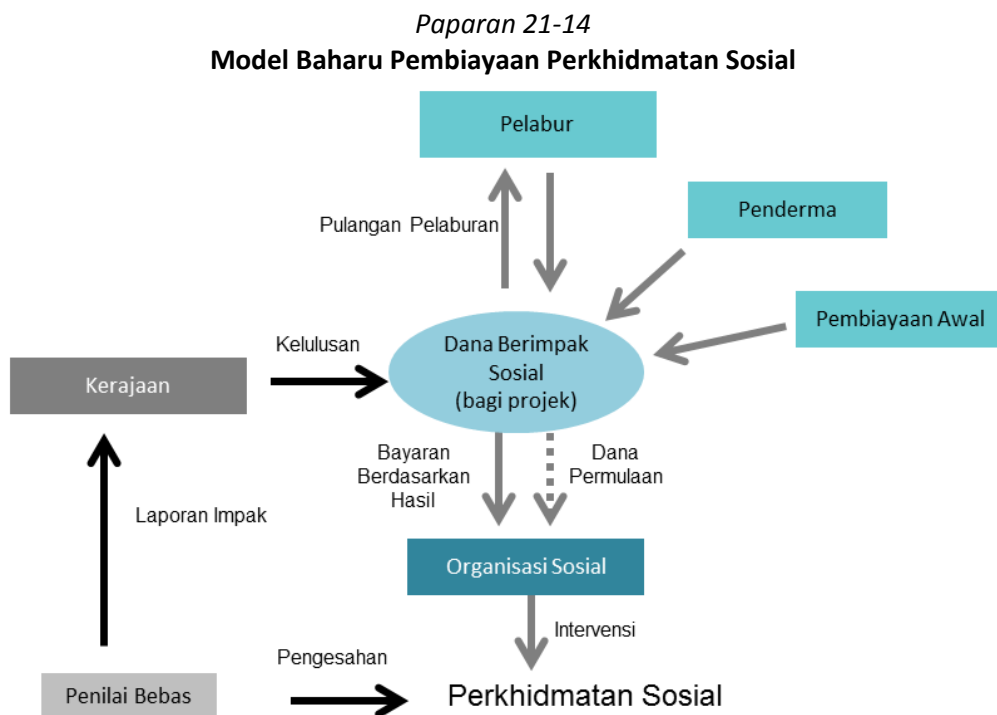 Paparan 21-14
Model Baharu Pembiayaan Perkhidmatan Sosial
Pelabur
Pulangan Pelaburan
Penderma
Pembiayaan Awal
Kelulusan
Dana Berimpak
Sosial
(bagi projek)
Kerajaan
Bayaran
Berdasarkan
Hasil
Dana
Permulaan
Laporan Impak
Organisasi Sosial
Intervensi
Pengesahan
Penilai Bebas
Perkhidmatan Sosial